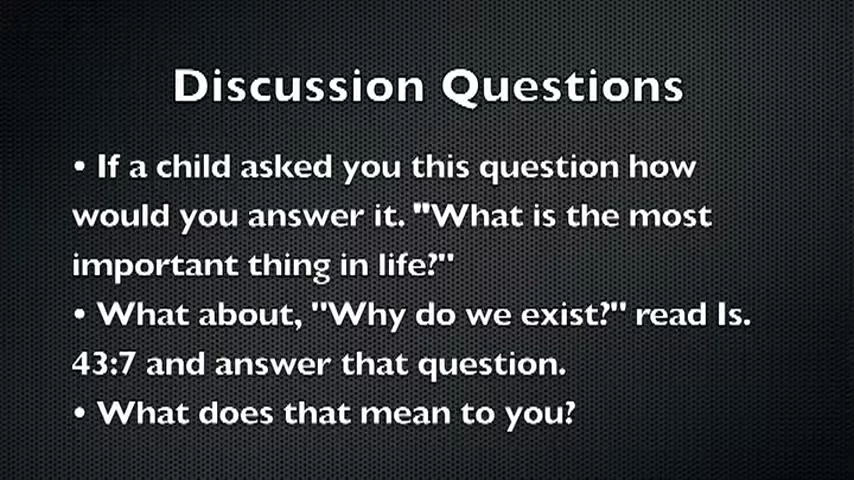 Discussion Questions
• If a child asked you this question how
would you answer it. "What is the most
important thing in life?"
• What about, "Why do we exist?" read Is.
43:7 and answer that question.
• What does that mean to you?